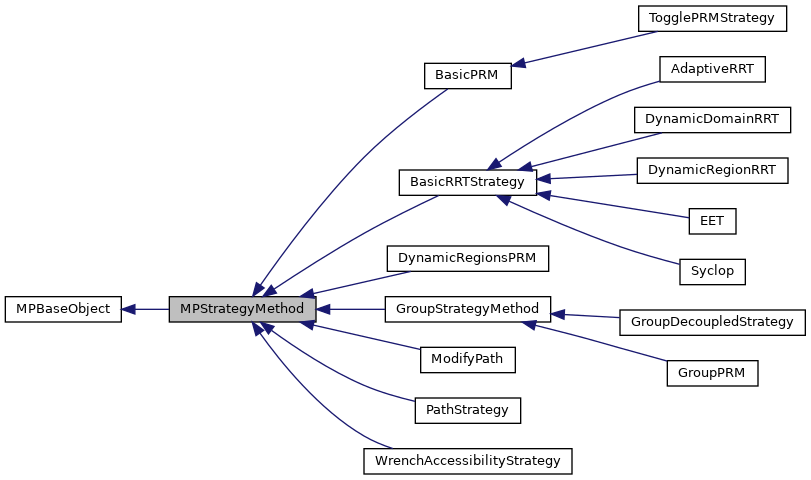 TogglePRMStrategy
AdaptiveRRT
BasicPRM
DynamicDomainRRT
DynamicRegionRRT
BasicRRTStrategy
EET
DynamicRegionsPRM
Syclop
MPBaseObject
MPStrategyMethod
GroupStrategyMethod
GroupDecoupledStrategy
ModifyPath
GroupPRM
PathStrategy
WrenchAccessibilityStrategy